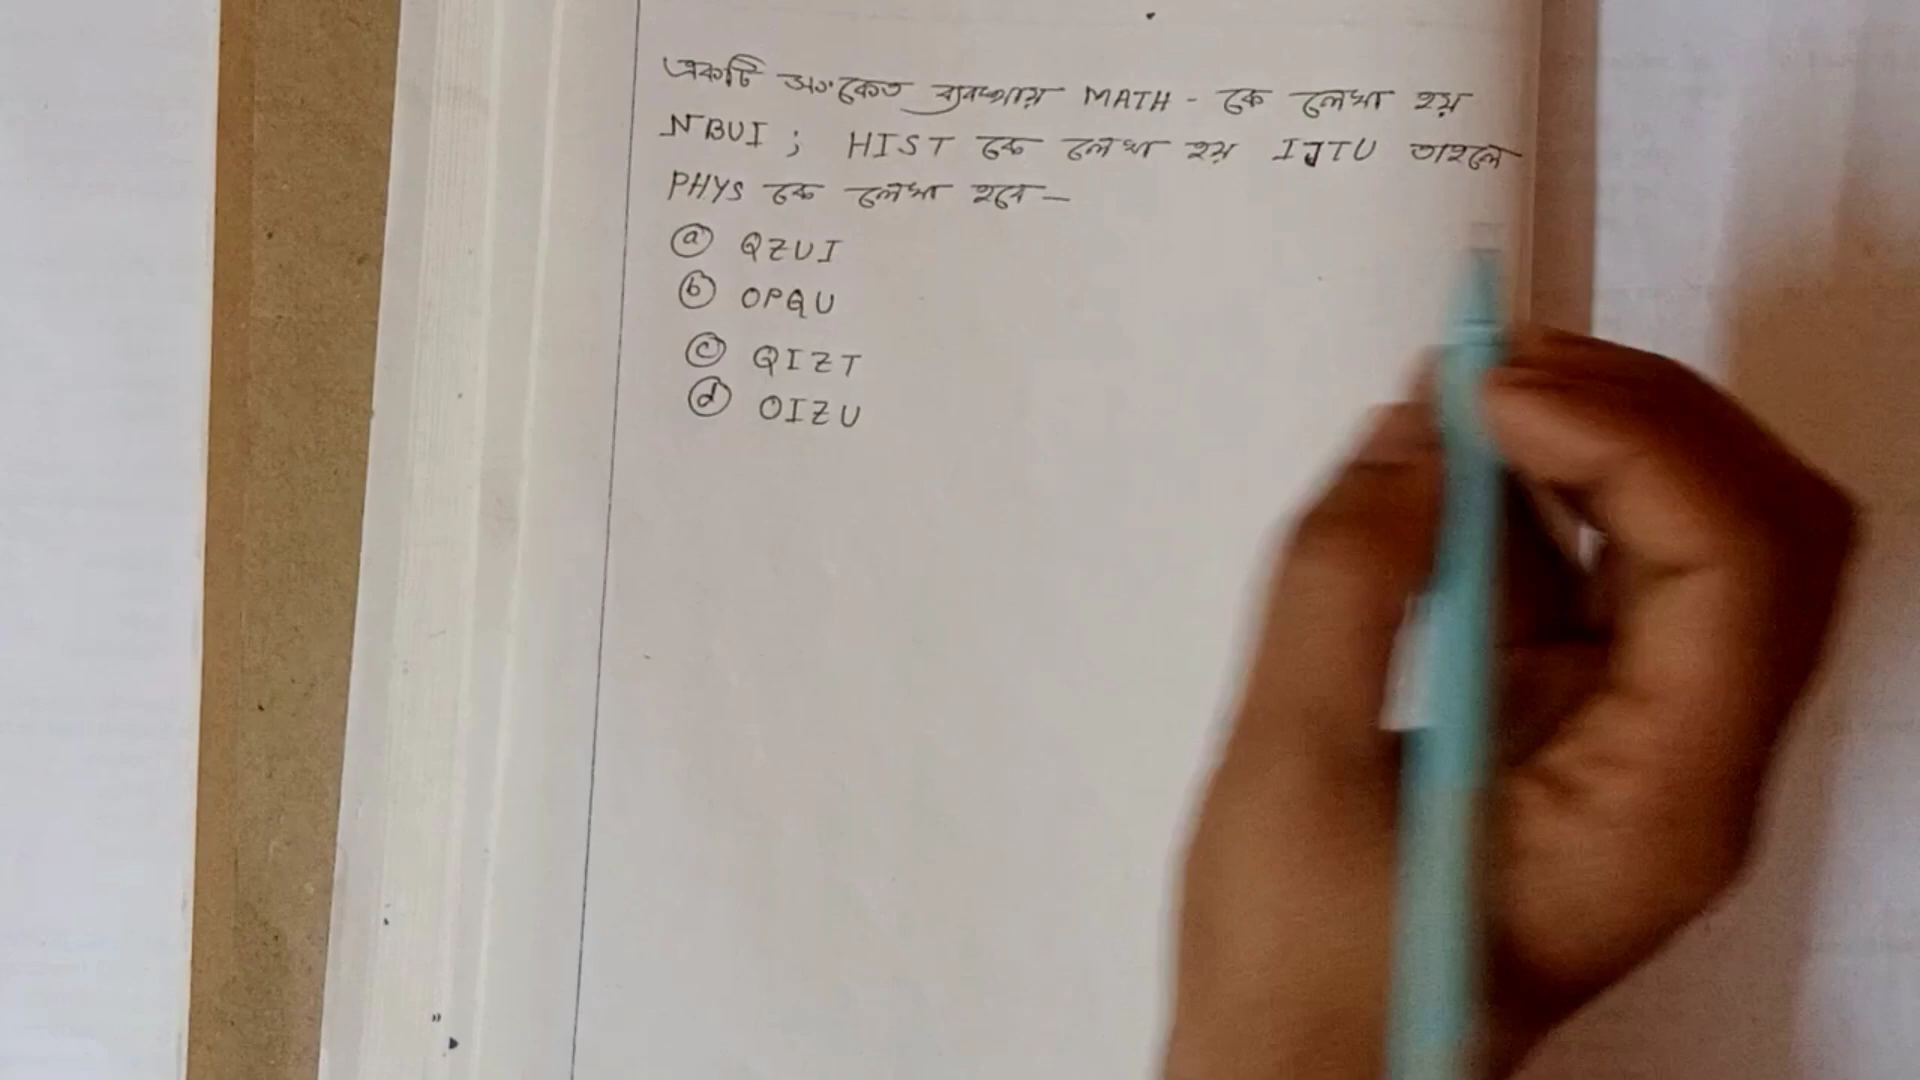 একটি সংকেত ব্যবস্থায় MATH - কে লেখা হয়
NBUI ; HIST কে লেখা হয় IJTU তাহলে
PHYS কে লেখা হবে —
ⓐ QZUI
ⓑ OPQU
ⓒ QIZT
ⓓ OIZU